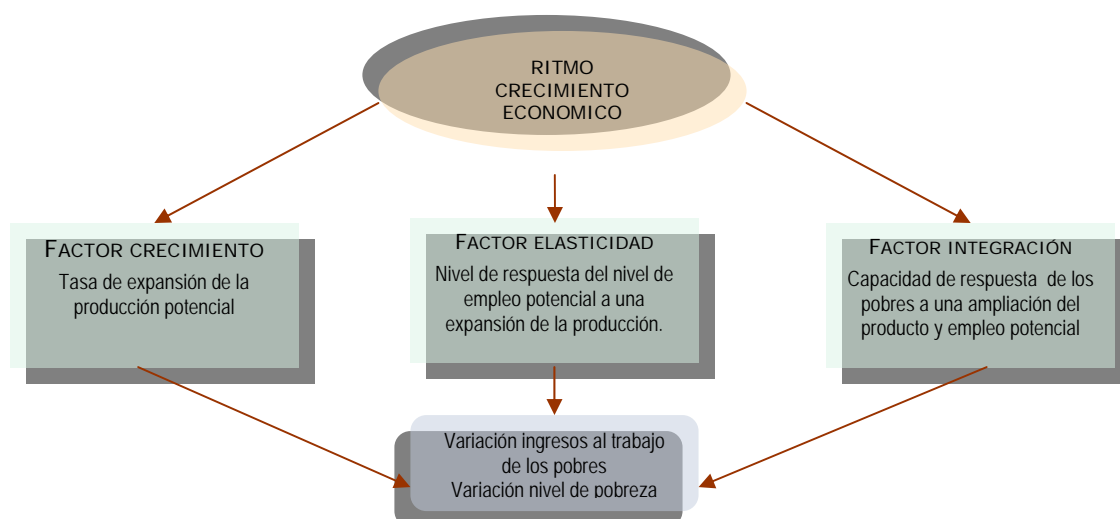 RITMO
CRECIMIENTO
ECONOMICO
FACTOR CRECIMIENTO
Tasa de expansión de la
producción potencial
FACTOR ELASTICIDAD
Nivel de respuesta del nivel de
empleo potencial a una
expansión de la producción.
FACTOR INTEGRACIÓN
Capacidad de respuesta de los
pobres a una ampliación del
producto y empleo potencial
Variación ingresos al trabajo
de los pobres
Variación nivel de pobreza